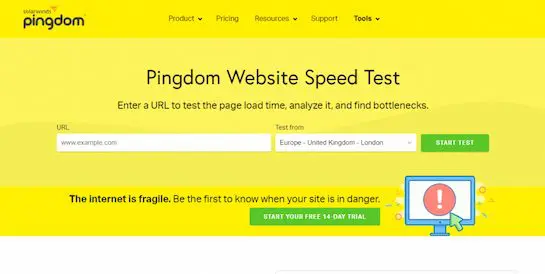 solarwinds
pingdom
Product Pricing Resources Support Tools
Pingdom Website Speed Test
Enter a URL to test the page load time, analyze it, and find bottlenecks.
URL Test from
www.example.com Europe - United Kingdom - London START TEST
The internet is fragile. Be the first to know when your site is in danger.
START YOUR FREE 14-DAY TRIAL